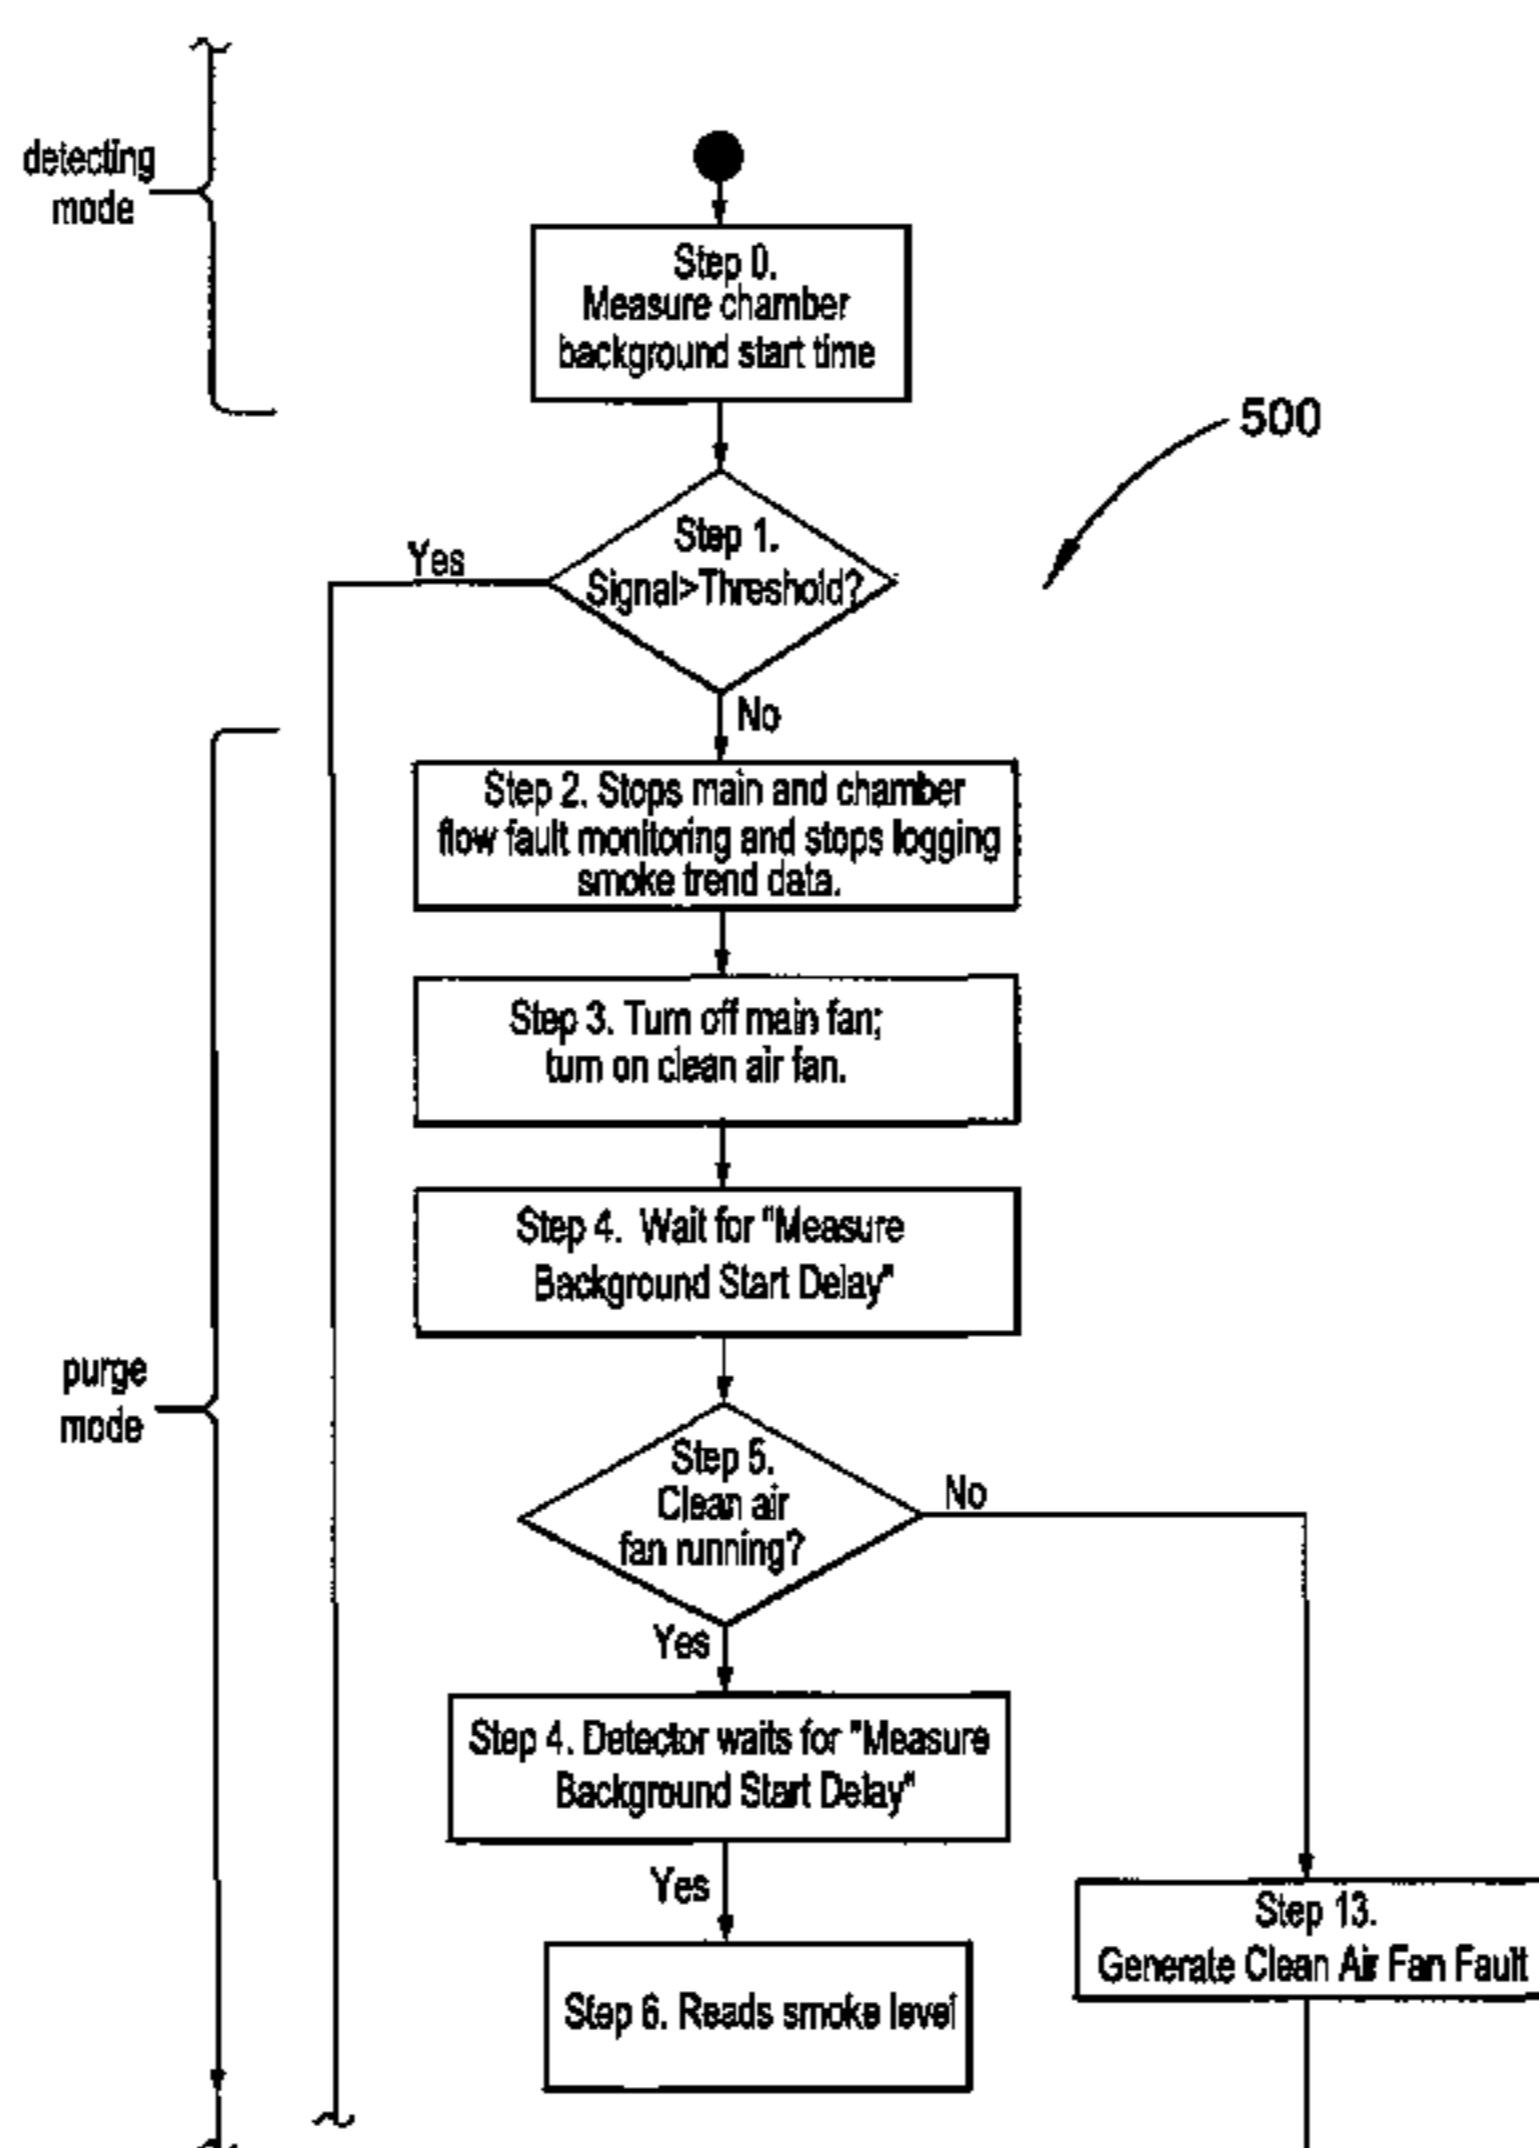 detecting
mode
Step 0.
Measure chamber
background start time
500
Step 1.
Signal>Threshold?
Yes
No
Step 2. Stops main and chamber
flow fault monitoring and stops logging
smoke trend data.
Step 3. Turn off main fan;
turn on clean air fan.
Step 4. Wait for "Measure
Background Start Delay"
purge
mode
Step 5.
Clean air
fan running?
No
Yes
Step 4. Detector waits for "Measure
Background Start Delay"
Yes
Step 13.
Generate Clean Air Fan Fault
Step 6. Reads smoke level